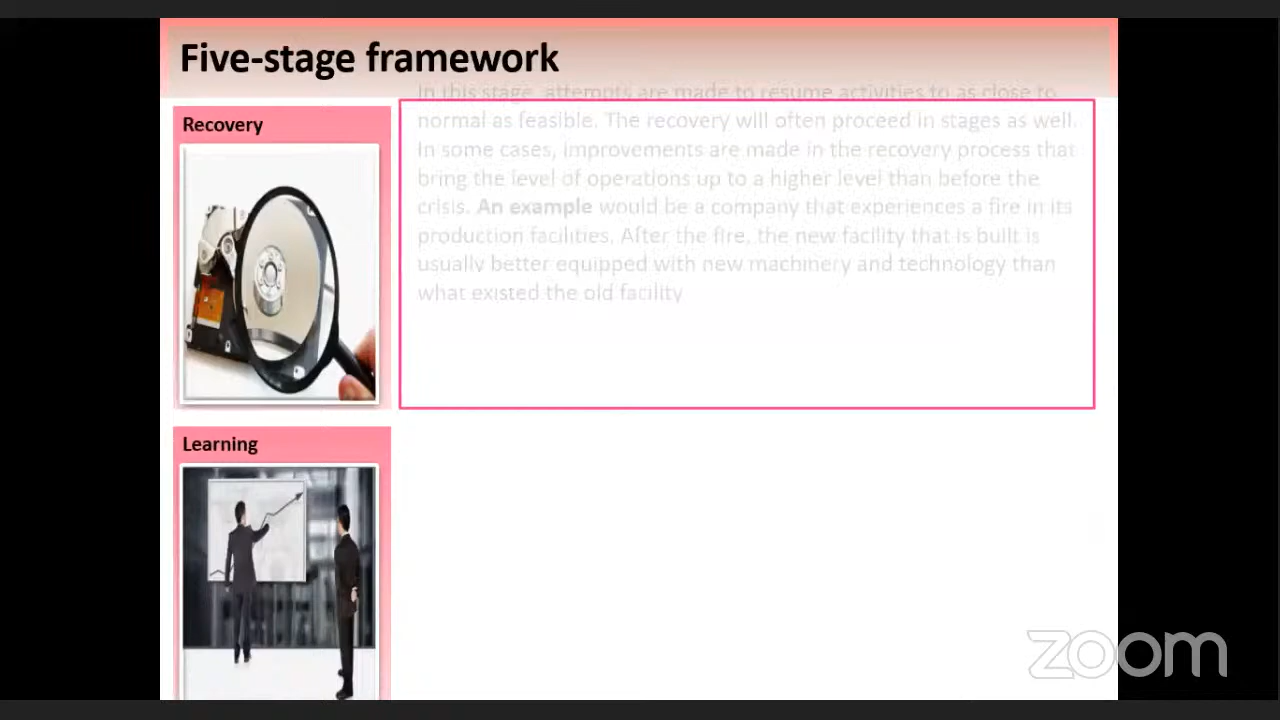 Five-stage framework
Recovery
In this stage, attempts are made to resume activities to as close to
normal as feasible. The recovery will often proceed in stages as well.
In some cases, improvements are made in the recovery process that
bring the level of operations up to a higher level than before the
crisis. An example would be a company that experiences a fire in its
production facilities. After the fire, the new facility that is built is
usually better equipped with new machinery and technology than
what existed the old facility
Learning
zoom